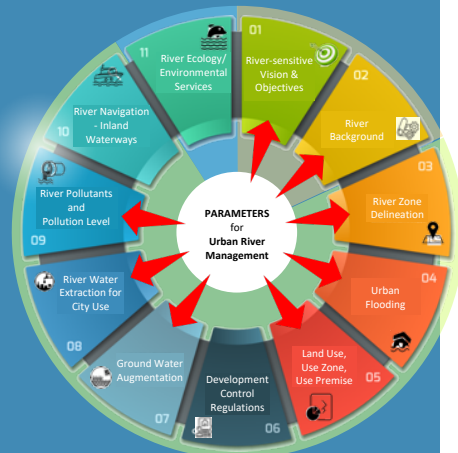 PARAMETERS
for
Urban River
Management
01
River-sensitive
Vision &
Objectives
02
River
Background
03
River Zone
Delineation
04
Urban
Flooding
05
Land Use,
Use Zone,
Use Premise
06
Development
Control
Regulations
07
Ground Water
Augmentation
08
River Water
Extraction for
City Use
09
River Pollutants
and
Pollution Level
10
River Navigation
- Inland
Waterways
11
River Ecology/
Environmental
Services